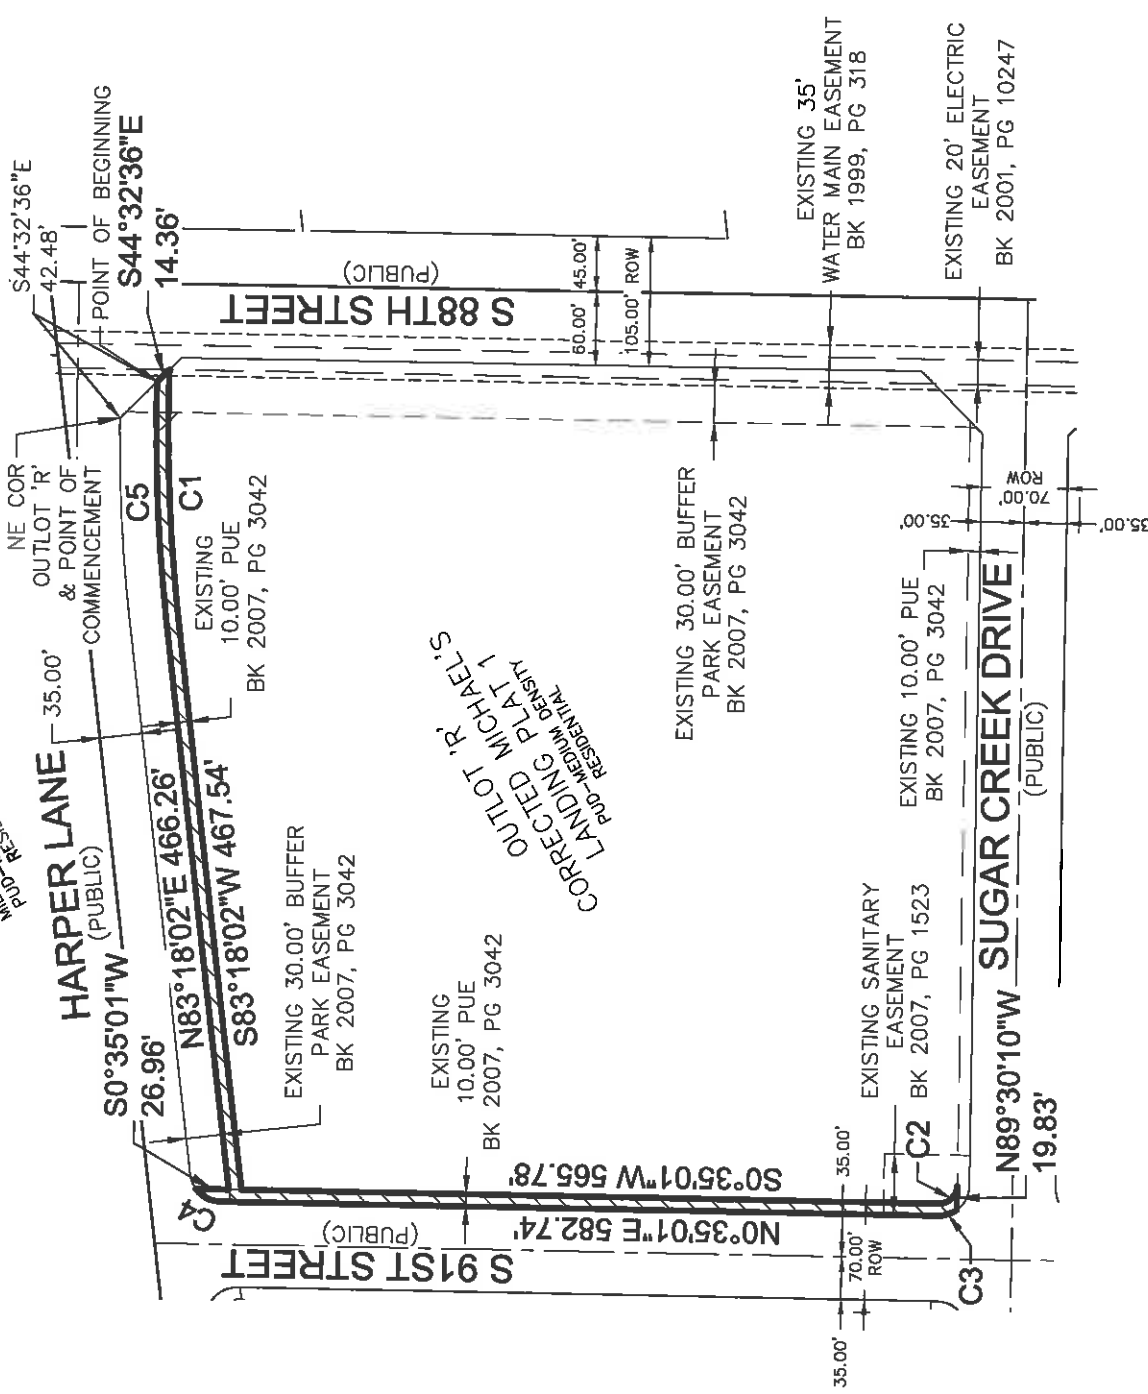 NE COR
OUTLOT 'R'
& POINT OF
COMMENCEMENT
S44°32'36"E
42.48'
POINT OF BEGINNING
S44°32'36"E
14.36'
35.00'
HARPER LANE
(PUBLIC)
S0°35'01"W
26.96'
N83°18'02"E 466.26'
S83°18'02"W 467.54'
C5
C1
EXISTING
10.00' PUE
BK 2007, PG 3042
S 88TH STREET
(PUBLIC)
60.00'
45.00'
105.00' ROW
EXISTING 35'
WATER MAIN EASEMENT
BK 1999, PG 318
EXISTING 20' ELECTRIC
EASEMENT
BK 2001, PG 10247
EXISTING 30.00' BUFFER
PARK EASEMENT
BK 2007, PG 3042
OUTLOT 'R'
CORRECTED MICHAEL'S
LANDING PLAT 1
PUD-MEDIUM DENSITY
RESIDENTIAL
EXISTING 30.00' BUFFER
PARK EASEMENT
BK 2007, PG 3042
EXISTING
10.00' PUE
BK 2007, PG 3042
C4
S 91ST STREET
(PUBLIC)
N0°35'01"E 582.74'
S0°35'01"W 565.78'
35.00'
70.00'
ROW
35.00'
C3
C2
EXISTING SANITARY
EASEMENT
BK 2007, PG 1523
N89°30'10"W
19.83'
EXISTING 10.00' PUE
BK 2007, PG 3042
SUGAR CREEK DRIVE
(PUBLIC)
35.00'
70.00'
ROW
35.00'